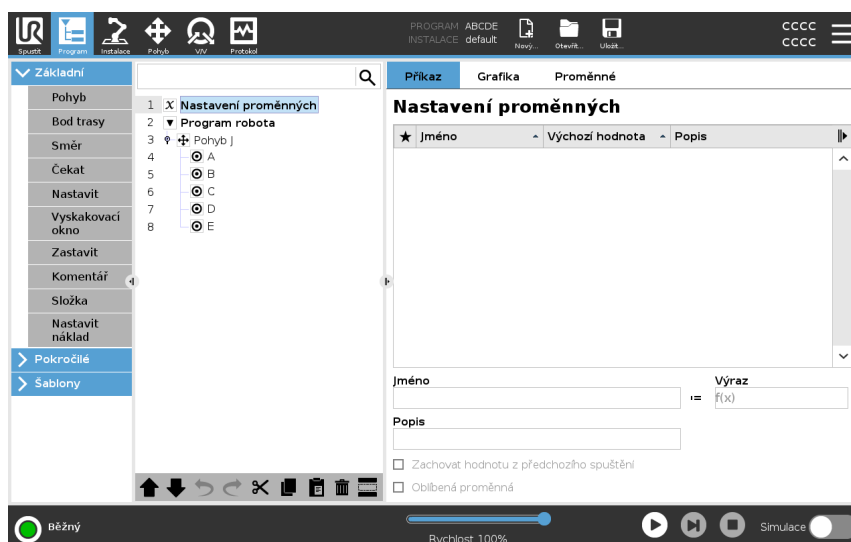 UR
Spustit
Program
Instalace
Pohyb
V/V
Protokol
PROGRAM ABCDE
INSTALACE default
Nový...
Otevřít...
Uložit...
CCCC
CCCC
Základní
Pohyb
Bod trasy
Směr
Čekat
Nastavit
Vyskakovací
okno
Zastavit
Komentář
Složka
Nastavit
náklad
Pokročilé
Šablony
1 X Nastavení proměnných
2 Program robota
3 Pohyb J
4 A
5 B
6 C
7 D
8 E
Příkaz
Grafika
Proměnné
Nastavení proměnných
Jméno
Výchozí hodnota
Popis
Jméno
Výraz
:=
f(x)
Popis
Zachovat hodnotu z předchozího spuštění
Oblíbená proměnná
Běžný
Rychlost 100%
Simulace